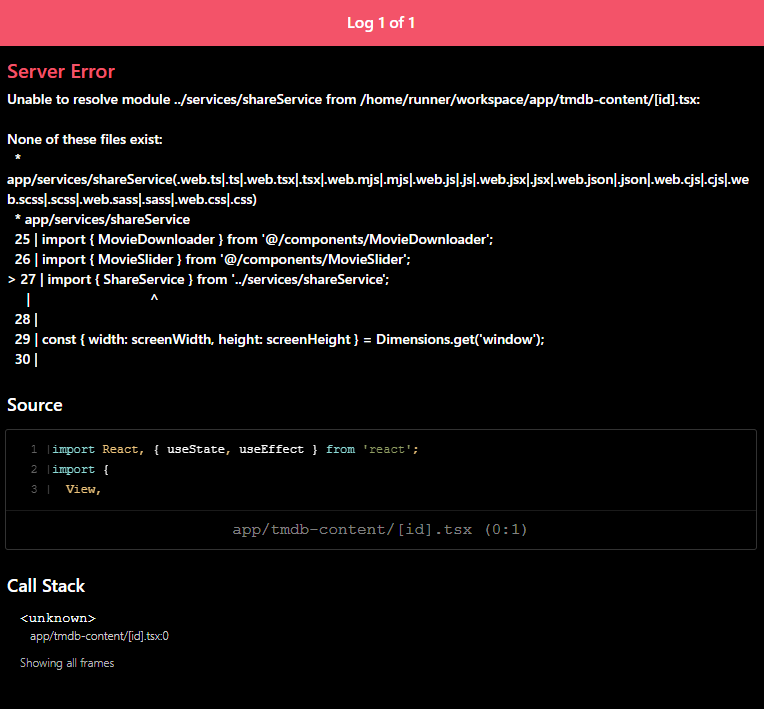 Log 1 of 1
Server Error
Unable to resolve module ../services/shareService from /home/runner/workspace/app/tmdb-content/[id].tsx:
None of these files exist:
*
app/services/shareService(.web.ts|.ts|.web.tsx|.tsx|.web.mjs|.mjs|.web.js|.js|.web.jsx|.jsx|.web.json|.json|.web.cjs|.cjs|.we
b.scss|.scss|.web.sass|.sass|.web.css|.css)
* app/services/shareService
25 | import { MovieDownloader } from '@/components/MovieDownloader';
26 | import { MovieSlider } from '@/components/MovieSlider';
> 27 | import { ShareService } from '../services/shareService';
| ^
28 |
29 | const { width: screenWidth, height: screenHeight } = Dimensions.get('window');
30 |
Source
1 |import React, { useState, useEffect } from 'react';
2 |import {
3 | View,
app/tmdb-content/[id].tsx (0:1)
Call Stack
<unknown>
app/tmdb-content/[id].tsx:0
Showing all frames